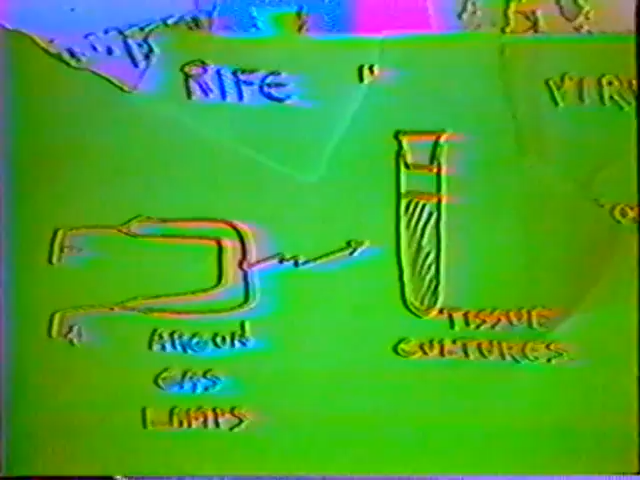 RIFE "
VIR
ARGON
GAS
LAMPS
TISSUE
CULTURES